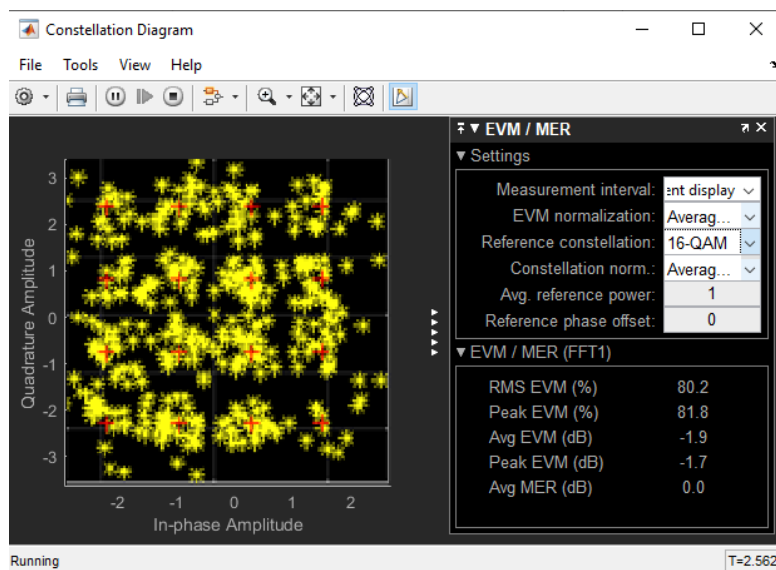 Constellation Diagram
File Tools View Help
EVM / MER
Settings
Measurement interval: ent display
EVM normalization: Averag...
Reference constellation: 16-QAM
Constellation norm.: Averag...
Avg. reference power: 1
Reference phase offset: 0
EVM / MER (FFT1)
RMS EVM (%) 80.2
Peak EVM (%) 81.8
Avg EVM (dB) -1.9
Peak EVM (dB) -1.7
Avg MER (dB) 0.0
3
2
1
0
-1
-2
-3
Quadrature Amplitude
-2 -1 0 1 2
In-phase Amplitude
Running T=2.562